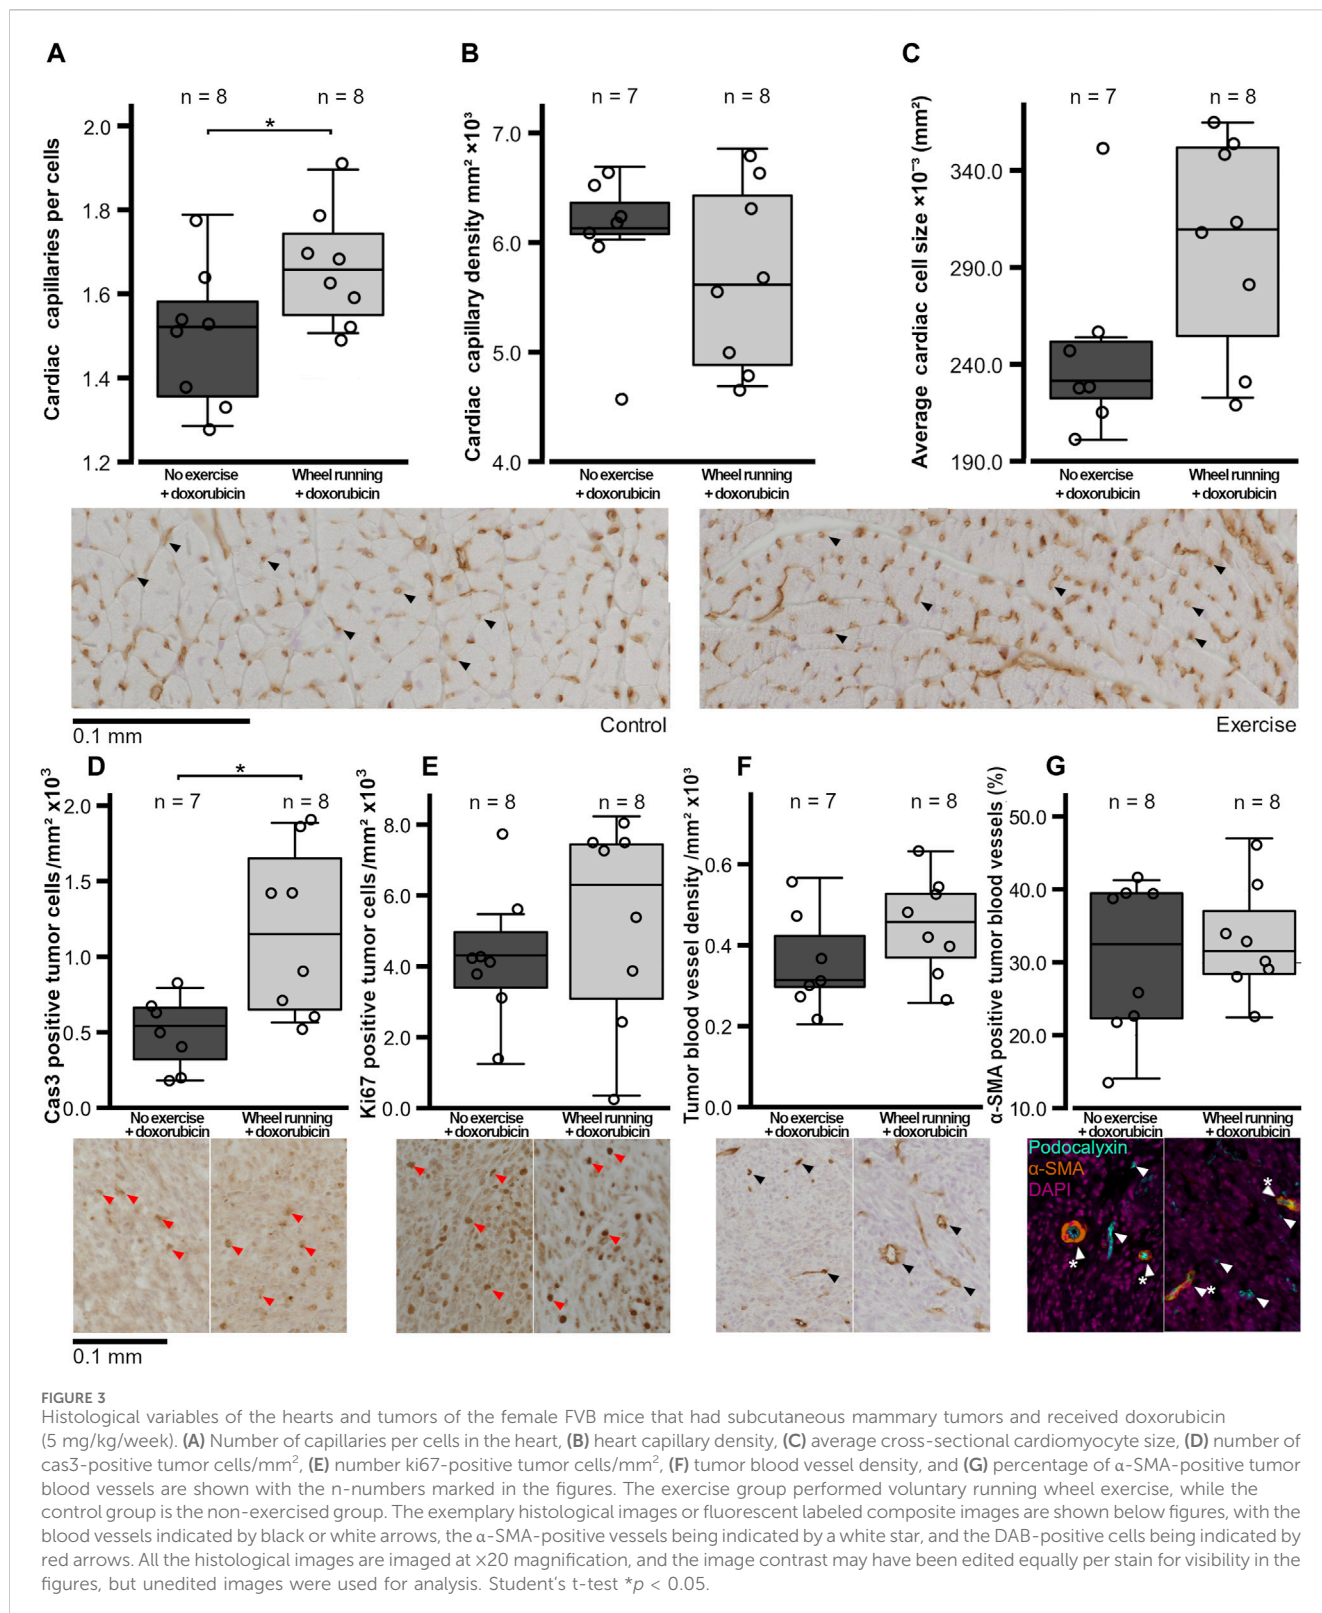 A
B
C
n = 8
n = 8
n = 7
n = 8
n = 7
n = 8
*
Cardiac capillaries per cells
2.0
1.8
1.6
1.4
1.2
Cardiac capillary density mm² ×10³
7.0
6.0
5.0
4.0
Average cardiac cell size ×10⁻³ (mm²)
340.0
290.0
240.0
190.0
No exercise + doxorubicin
Wheel running + doxorubicin
No exercise + doxorubicin
Wheel running + doxorubicin
No exercise + doxorubicin
Wheel running + doxorubicin
0.1 mm
Control
Exercise
D
E
F
G
*
n = 7
n = 8
n = 8
n = 8
n = 7
n = 8
n = 8
n = 8
Cas3 positive tumor cells /mm² x10³
2.0
1.5
1.0
0.5
0.0
Ki67 positive tumor cells /mm² x10³
8.0
6.0
4.0
2.0
0.0
Tumor blood vessel density /mm² x10³
0.6
0.4
0.2
0.0
α-SMA positive tumor blood vessels (%)
50.0
40.0
30.0
20.0
10.0
No exercise + doxorubicin
Wheel running + doxorubicin
No exercise + doxorubicin
Wheel running + doxorubicin
No exercise + doxorubicin
Wheel running + doxorubicin
No exercise + doxorubicin
Wheel running + doxorubicin
Podocalyxin
α-SMA
DAPI
*
*
*
*
0.1 mm
FIGURE 3
Histological variables of the hearts and tumors of the female FVB mice that had subcutaneous mammary tumors and received doxorubicin
(5 mg/kg/week). (A) Number of capillaries per cells in the heart, (B) heart capillary density, (C) average cross-sectional cardiomyocyte size, (D) number of
cas3-positive tumor cells/mm², (E) number ki67-positive tumor cells/mm², (F) tumor blood vessel density, and (G) percentage of α-SMA-positive tumor
blood vessels are shown with the n-numbers marked in the figures. The exercise group performed voluntary running wheel exercise, while the
control group is the non-exercised group. The exemplary histological images or fluorescent labeled composite images are shown below figures, with the
blood vessels indicated by black or white arrows, the α-SMA-positive vessels being indicated by a white star, and the DAB-positive cells being indicated by
red arrows. All the histological images are imaged at ×20 magnification, and the image contrast may have been edited equally per stain for visibility in the
figures, but unedited images were used for analysis. Student's t-test *p < 0.05.